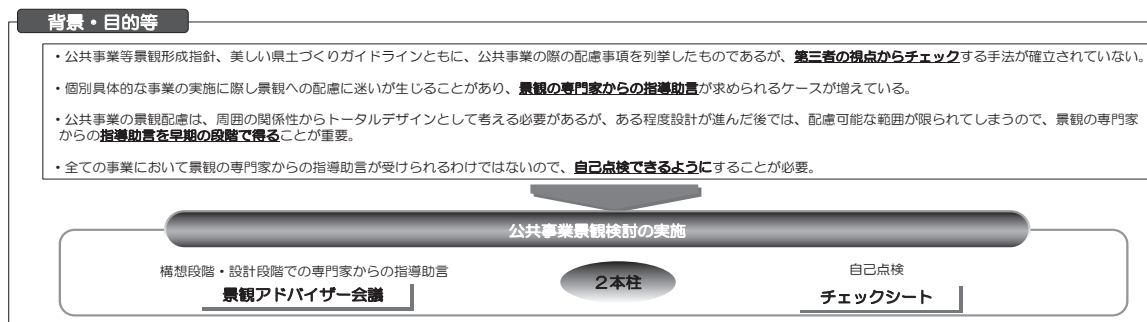 背景・目的等
・公共事業等景観形成指針、美しい県土づくりガイドラインともに、公共事業の際の配慮事項を列挙したものであるが、第三者の視点からチェックする手法が確立されていない。
・個別具体的な事業の実施に際し景観への配慮に迷いが生じることがあり、景観の専門家からの指導助言が求められるケースが増えている。
・公共事業の景観配慮は、周囲の関係性からトータルデザインとして考える必要があるが、ある程度設計が進んだ後では、配慮可能な範囲が限られてしまうので、景観の専門家
からの指導助言を早期の段階で得ることが重要。
・全ての事業において景観の専門家からの指導助言が受けられるわけではないので、自己点検できるようにすることが必要。
公共事業景観検討の実施
構想段階・設計段階での専門家からの指導助言
景観アドバイザー会議
2本柱
自己点検
チェックシート